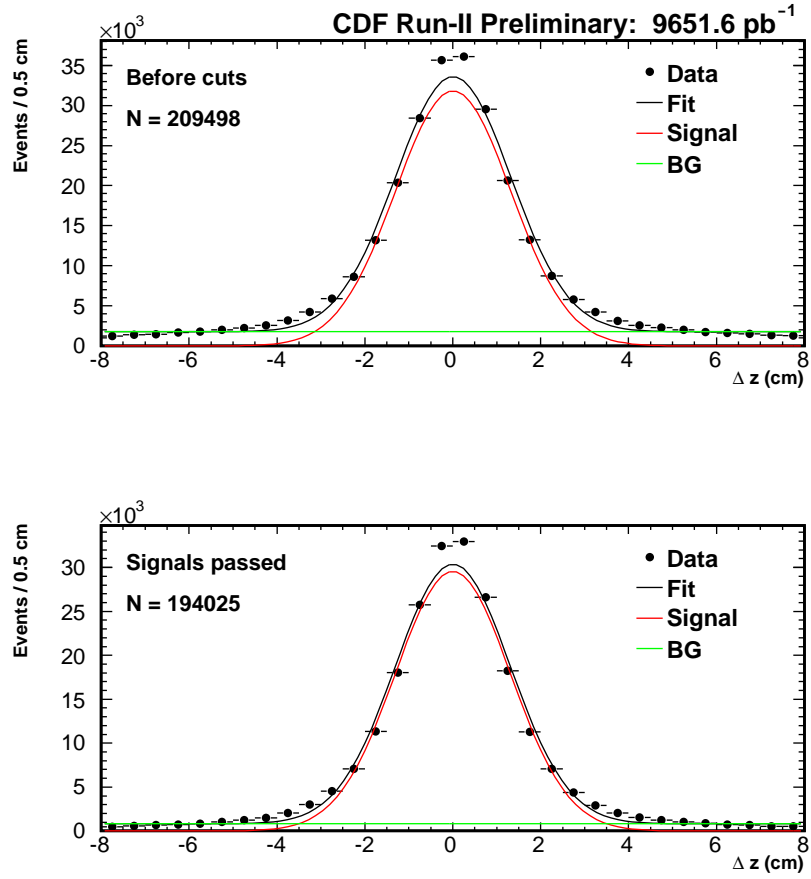 CDF Run-II Preliminary: 9651.6 pb⁻¹
×10³
Events / 0.5 cm
35
30
25
20
15
10
5
0
Before cuts
N = 209498
Data
Fit
Signal
BG
-8 -6 -4 -2 0 2 4 6 8
Δ z (cm)
×10³
Events / 0.5 cm
30
25
20
15
10
5
0
Signals passed
N = 194025
Data
Fit
Signal
BG
-8 -6 -4 -2 0 2 4 6 8
Δ z (cm)